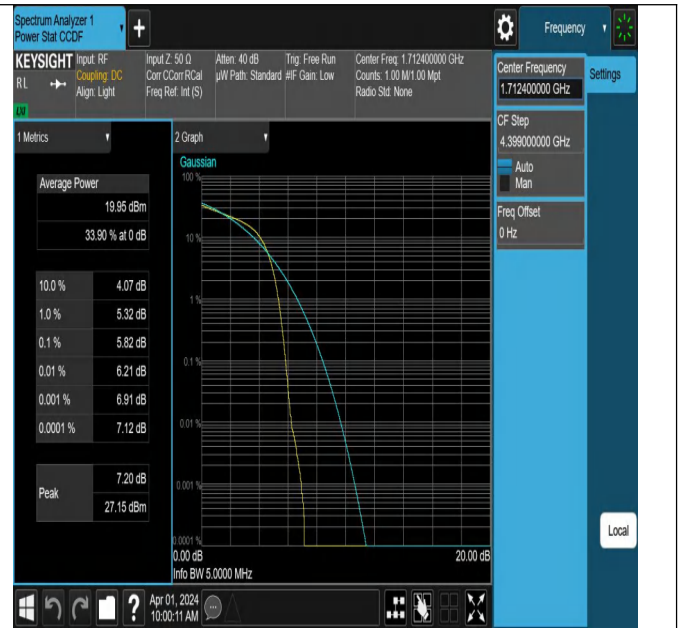 Spectrum Analyzer 1
Power Stat CCDF
+
Frequency
KEYSIGHT
RL
LXI
Input: RF
Coupling: DC
Align: Light
Input Z: 50 Ω
Corr CCorr RCal
Freq Ref: Int (S)
Atten: 40 dB
µW Path: Standard
Trig: Free Run
#IF Gain: Low
Center Freq: 1.712400000 GHz
Counts: 1.00 M/1.00 Mpt
Radio Std: None
Center Frequency
1.712400000 GHz
Settings
CF Step
4.399000000 GHz
Auto
Man
Freq Offset
0 Hz
Local
1 Metrics
Average Power
19.95 dBm
33.90 % at 0 dB
10.0 % 4.07 dB
1.0 % 5.32 dB
0.1 % 5.82 dB
0.01 % 6.21 dB
0.001 % 6.91 dB
0.0001 % 7.12 dB
Peak
7.20 dB
27.15 dBm
2 Graph
Gaussian
100 %
10 %
1 %
0.1 %
0.01 %
0.001 %
0.0001 %
0.00 dB 20.00 dB
Info BW 5.0000 MHz
?
Apr 01, 2024
10:00:11 AM